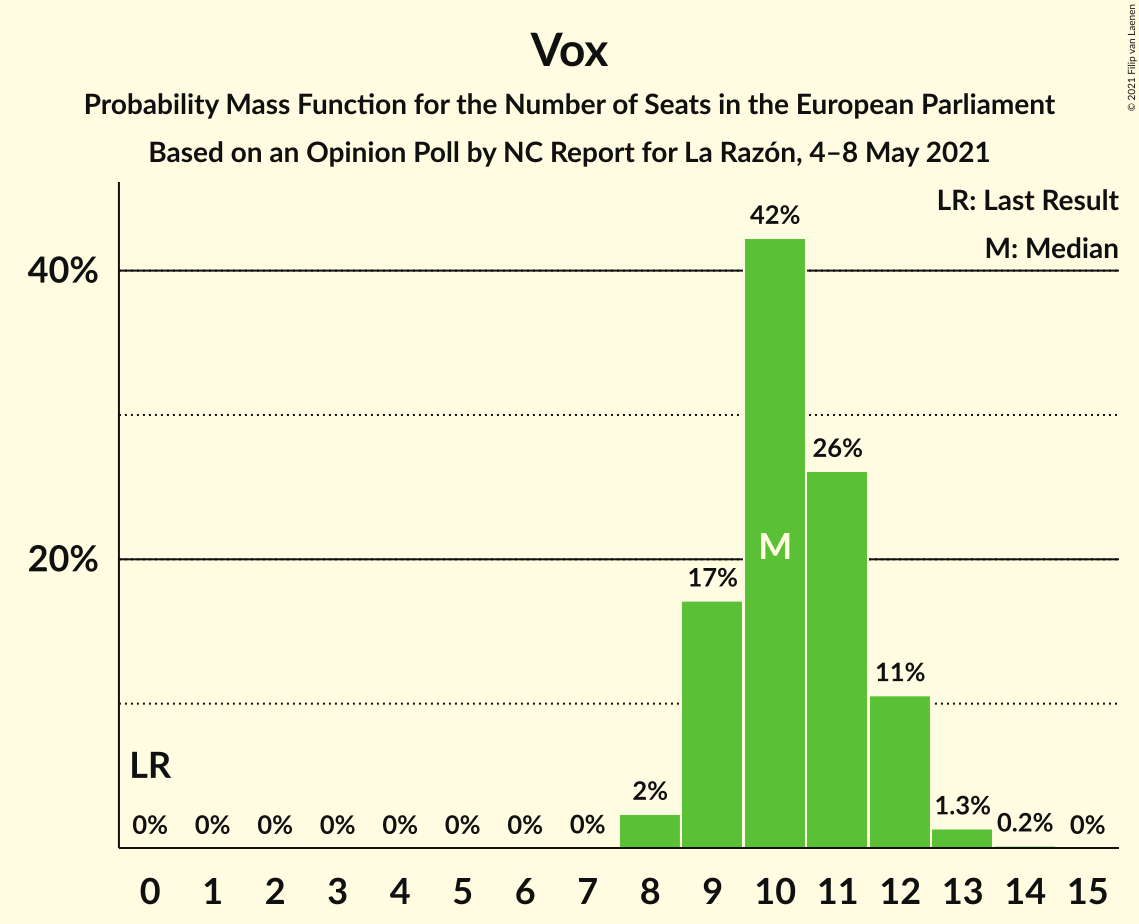 Vox
Probability Mass Function for the Number of Seats in the European Parliament
Based on an Opinion Poll by NC Report for La Razón, 4–8 May 2021
© 2021 Filip van Laenen
LR: Last Result
M: Median
40%
20%
LR
M
0% 0% 0% 0% 0% 0% 0% 0% 2% 17% 42% 26% 11% 1.3% 0.2% 0%
0 1 2 3 4 5 6 7 8 9 10 11 12 13 14 15